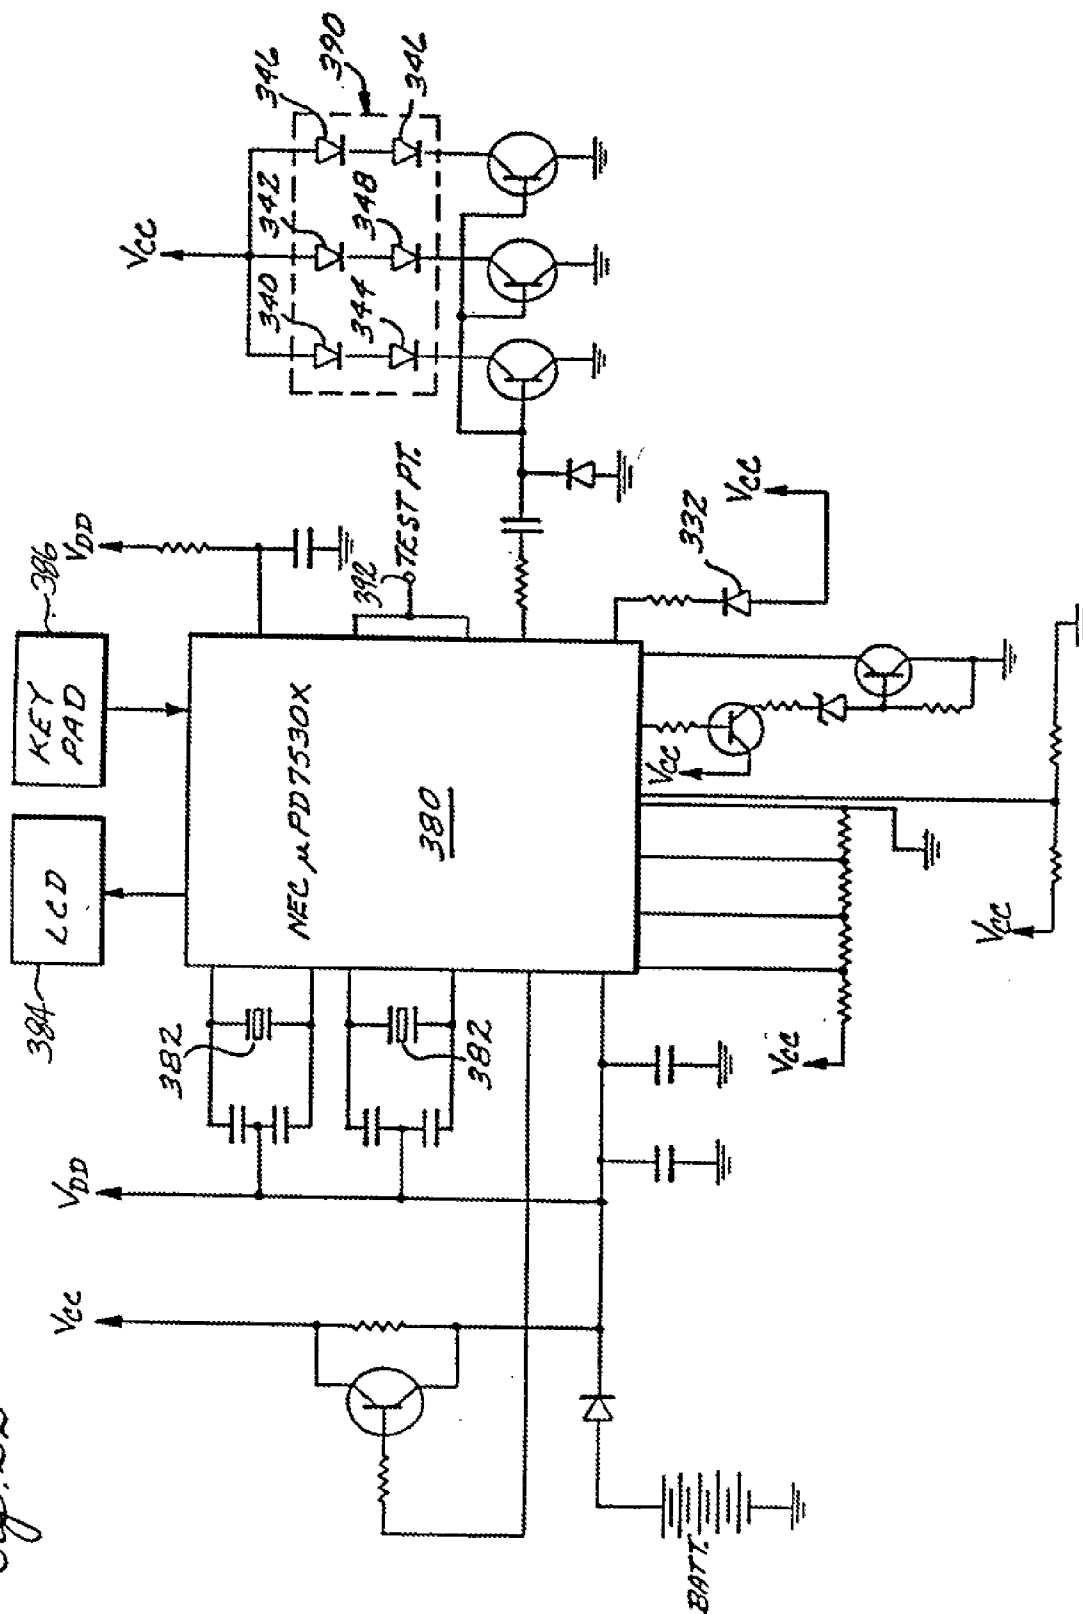 346
390
346
VCC
342
348
340
344
386
VDD
KEY
PAD
392
TEST PT.
VCC
332
NEC µPD7530X
380
VCC
LCD
384
382
382
VCC
VCC
VDD
VCC
BATT.